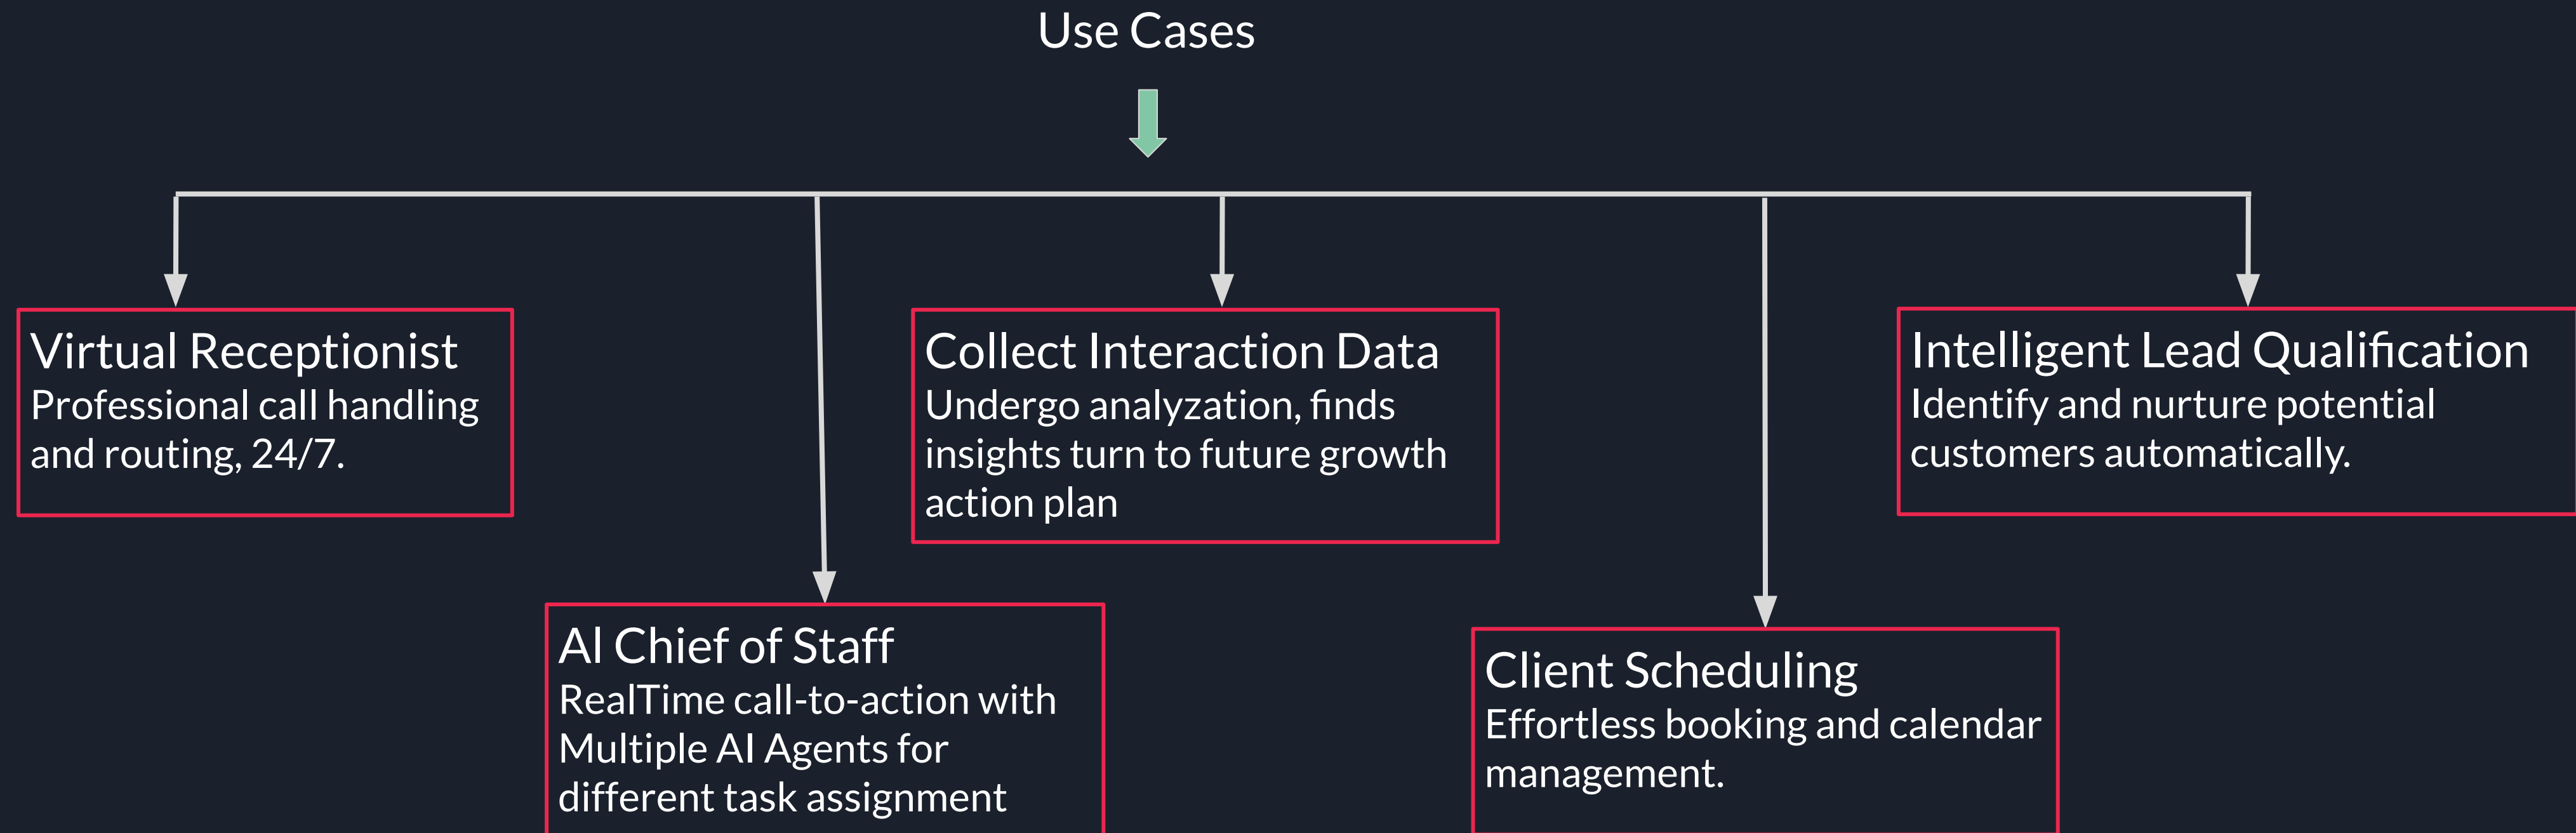 Use Cases
Virtual Receptionist
Professional call handling
and routing, 24/7.
Collect Interaction Data
Undergo analyzation, finds
insights turn to future growth
action plan
Intelligent Lead Qualification
Identify and nurture potential
customers automatically.
AI Chief of Staff
RealTime call-to-action with
Multiple AI Agents for
different task assignment
Client Scheduling
Effortless booking and calendar
management.